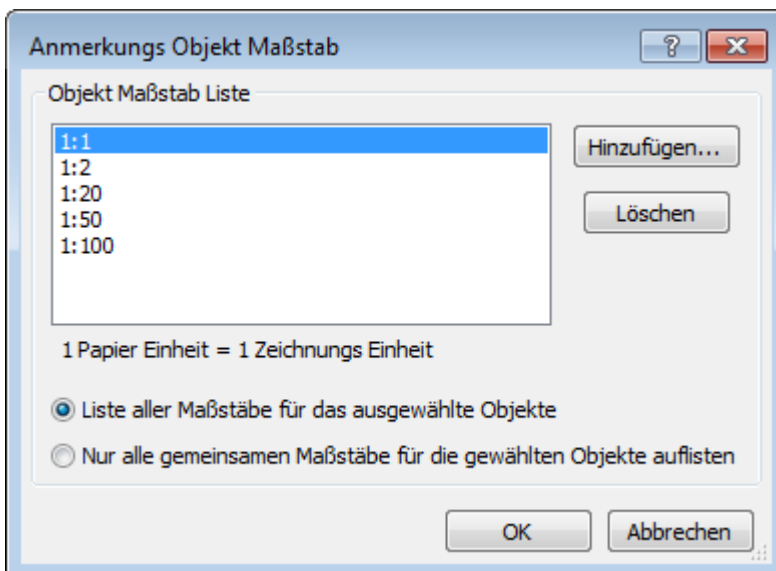 Anmerkungs Objekt Maßstab
Objekt Maßstab Liste
1:1
1:2
1:20
1:50
1:100
Hinzufügen...
Löschen
1 Papier Einheit = 1 Zeichnungs Einheit
Liste aller Maßstäbe für das ausgewählte Objekte
Nur alle gemeinsamen Maßstäbe für die gewählten Objekte auflisten
OK
Abbrechen